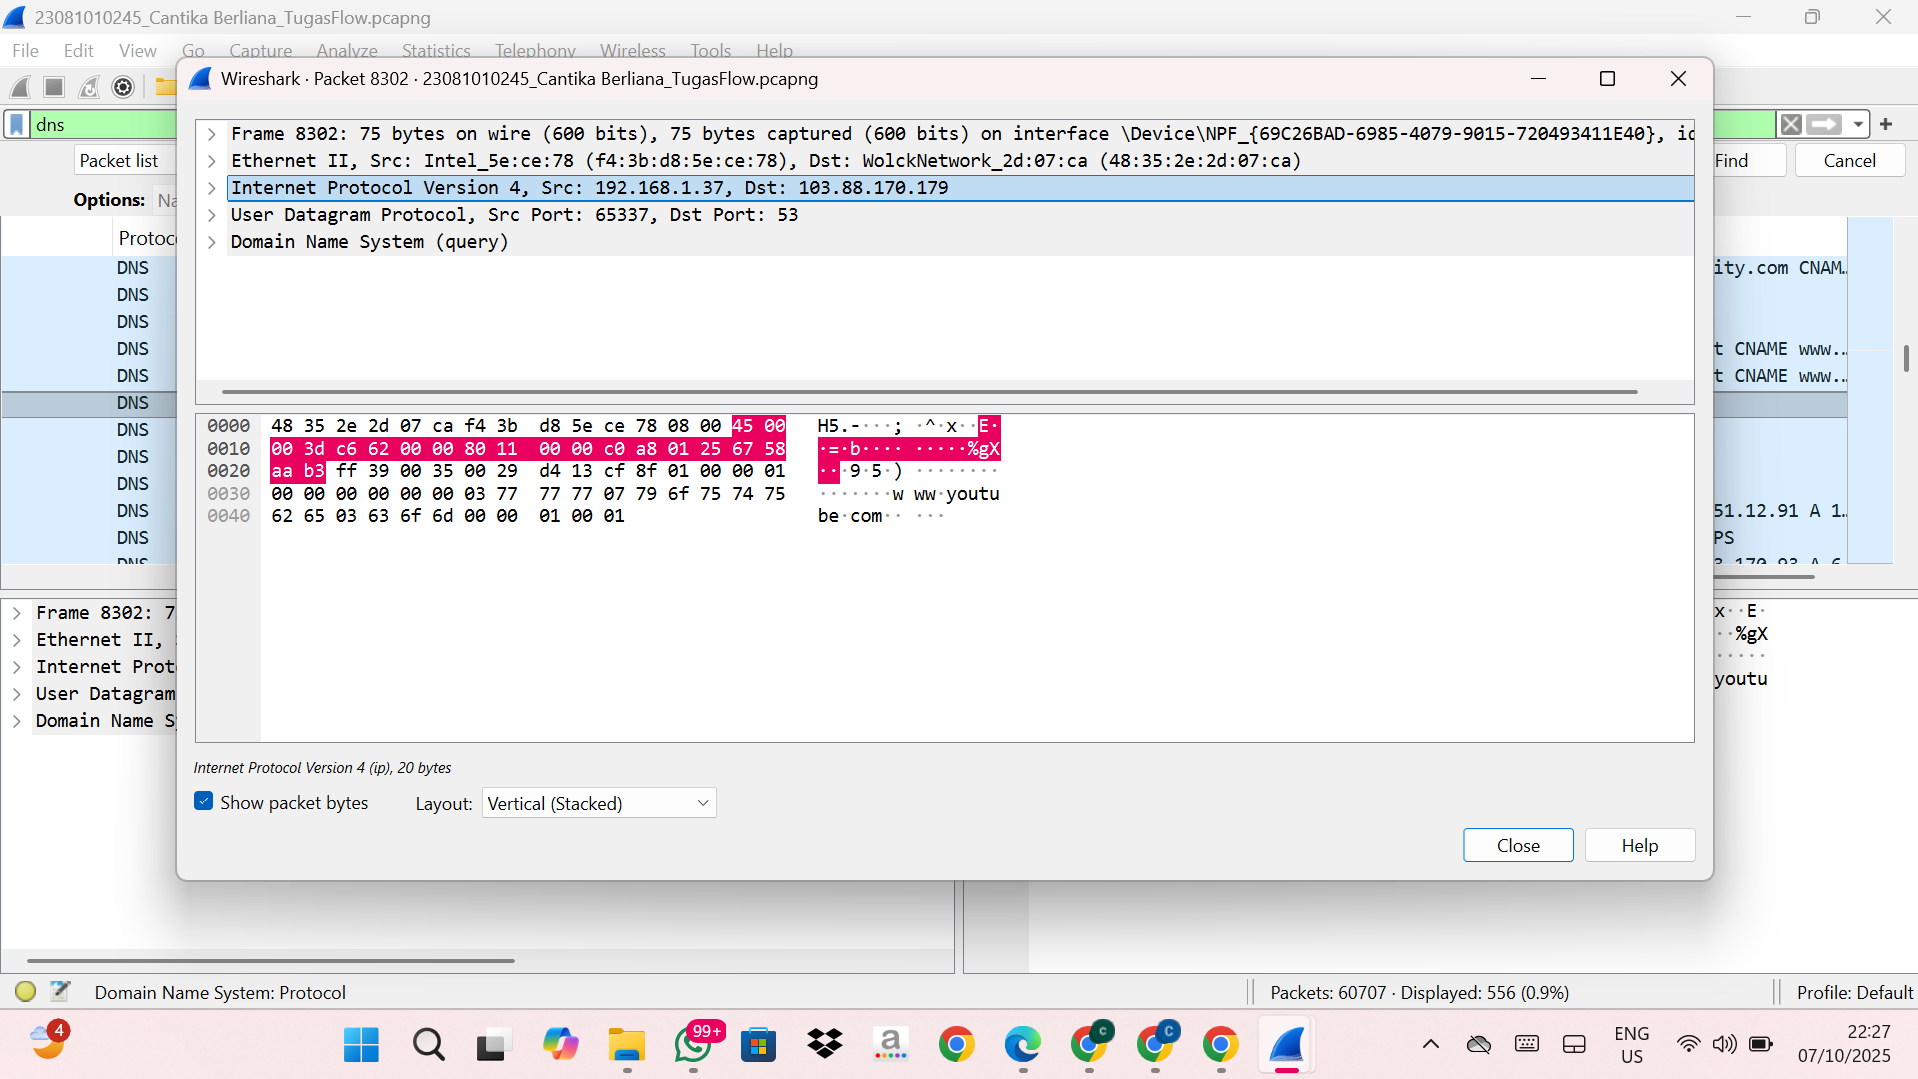 23081010245_Cantika Berliana_TugasFlow.pcapng
File Edit View Go Capture Analyze Statistics Telephony Wireless Tools Help
Wireshark · Packet 8302 · 23081010245_Cantika Berliana_TugasFlow.pcapng
dns
Packet list
Find
Cancel
Options:
Na
Frame 8302: 75 bytes on wire (600 bits), 75 bytes captured (600 bits) on interface \Device\NPF_{69C26BAD-6985-4079-9015-720493411E40}, id
Ethernet II, Src: Intel_5e:ce:78 (f4:3b:d8:5e:ce:78), Dst: WolckNetwork_2d:07:ca (48:35:2e:2d:07:ca)
Internet Protocol Version 4, Src: 192.168.1.37, Dst: 103.88.170.179
User Datagram Protocol, Src Port: 65337, Dst Port: 53
Domain Name System (query)
Protoco
DNS
DNS
DNS
DNS
DNS
DNS
DNS
DNS
DNS
DNS
DNS
DNS
ity.com CNAM…
t CNAME www.…
t CNAME www.…
51.12.91 A 1…
PS
3.170.93 A 6…
0000 48 35 2e 2d 07 ca f4 3b d8 5e ce 78 08 00 45 00 H5.-···; ·^·x··E·
0010 00 3d c6 62 00 00 80 11 00 00 c0 a8 01 25 67 58 ·=·b···· ·····%gX
0020 aa b3 ff 39 00 35 00 29 d4 13 cf 8f 01 00 00 01 ···9·5·) ········
0030 00 00 00 00 00 00 03 77 77 77 07 79 6f 75 74 75 ·······w ww·youtu
0040 62 65 03 63 6f 6d 00 00 01 00 01 be·com·· ···
Frame 8302: 7
Ethernet II, S
Internet Prot
User Datagram
Domain Name S
x··E·
··%gX
·····
youtu
Internet Protocol Version 4 (ip), 20 bytes
Show packet bytes
Layout: Vertical (Stacked)
Close
Help
Domain Name System: Protocol
Packets: 60707 · Displayed: 556 (0.9%)
Profile: Default
4
99+
a
C
C
ENG
US
22:27
07/10/2025